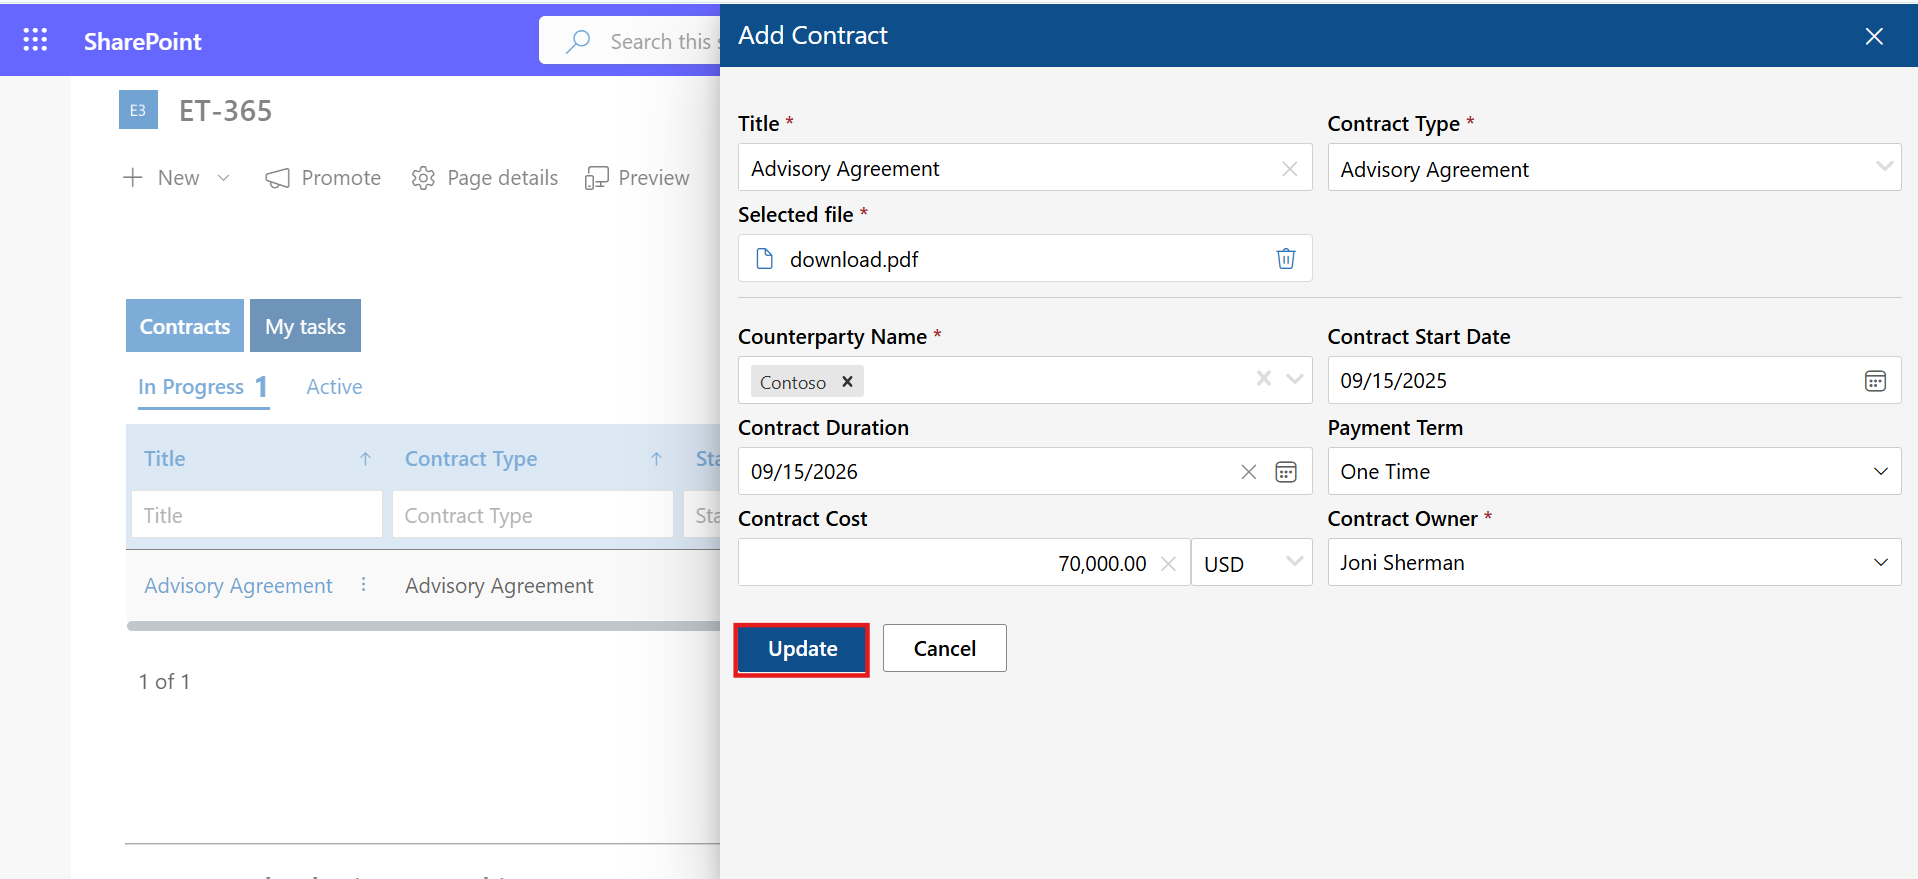 SharePoint
Search this
E3
ET-365
New
Promote
Page details
Preview
Contracts
My tasks
In Progress 1
Active
Title
Contract Type
Title
Contract Type
Advisory Agreement
Advisory Agreement
1 of 1
Add Contract
Title *
Contract Type *
Advisory Agreement
Advisory Agreement
Selected file *
download.pdf
Counterparty Name *
Contract Start Date
Contoso
09/15/2025
Contract Duration
Payment Term
09/15/2026
One Time
Contract Cost
Contract Owner *
70,000.00
USD
Joni Sherman
Update
Cancel